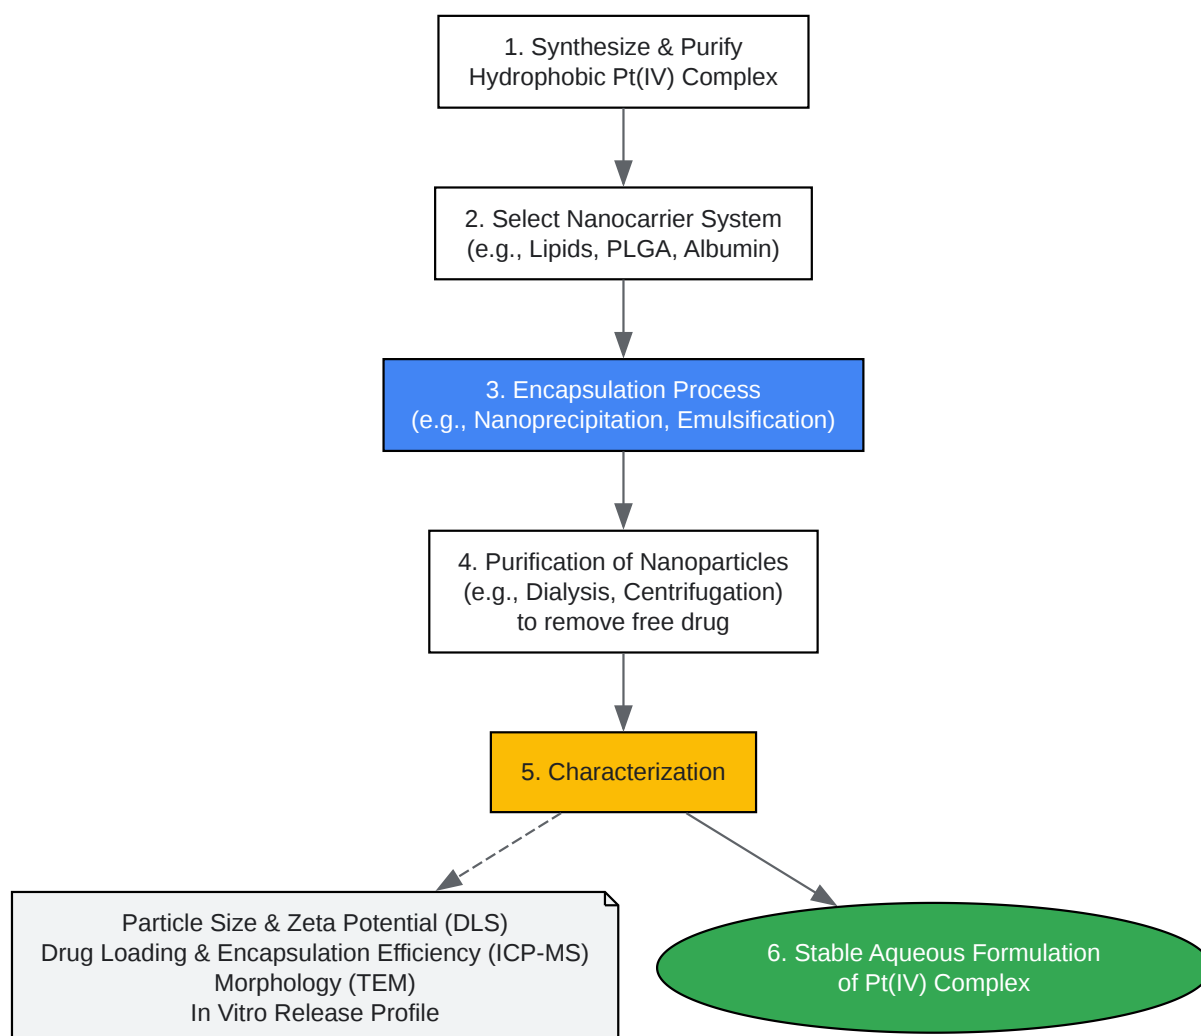 1. Synthesize & Purify
Hydrophobic Pt(IV) Complex
2. Select Nanocarrier System
(e.g., Lipids, PLGA, Albumin)
3. Encapsulation Process
(e.g., Nanoprecipitation, Emulsification)
4. Purification of Nanoparticles
(e.g., Dialysis, Centrifugation)
to remove free drug
5. Characterization
Particle Size & Zeta Potential (DLS)
Drug Loading & Encapsulation Efficiency (ICP-MS)
Morphology (TEM)
In Vitro Release Profile
6. Stable Aqueous Formulation
of Pt(IV) Complex